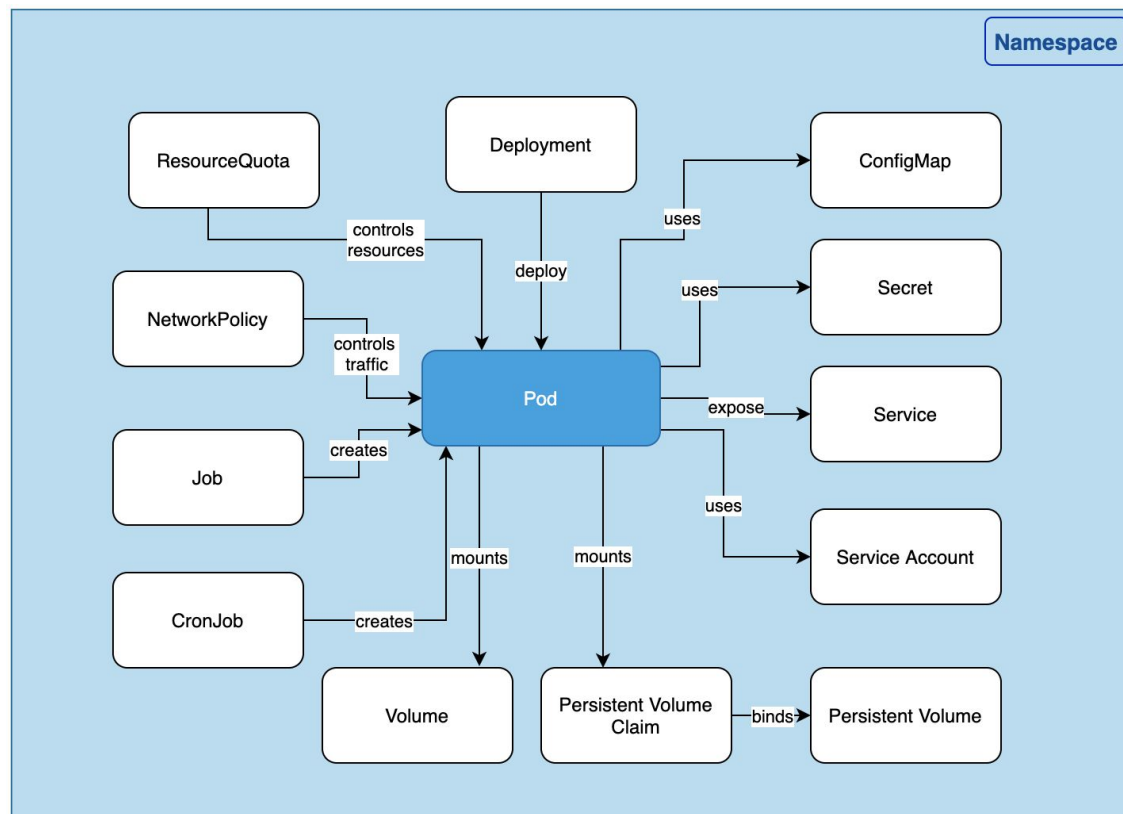 Namespace
ResourceQuota
Deployment
ConfigMap
controls
resources
uses
deploy
Secret
uses
NetworkPolicy
controls
traffic
Pod
expose
Service
Job
creates
uses
mounts
mounts
Service Account
CronJob
creates
Volume
Persistent Volume
Claim
binds
Persistent Volume